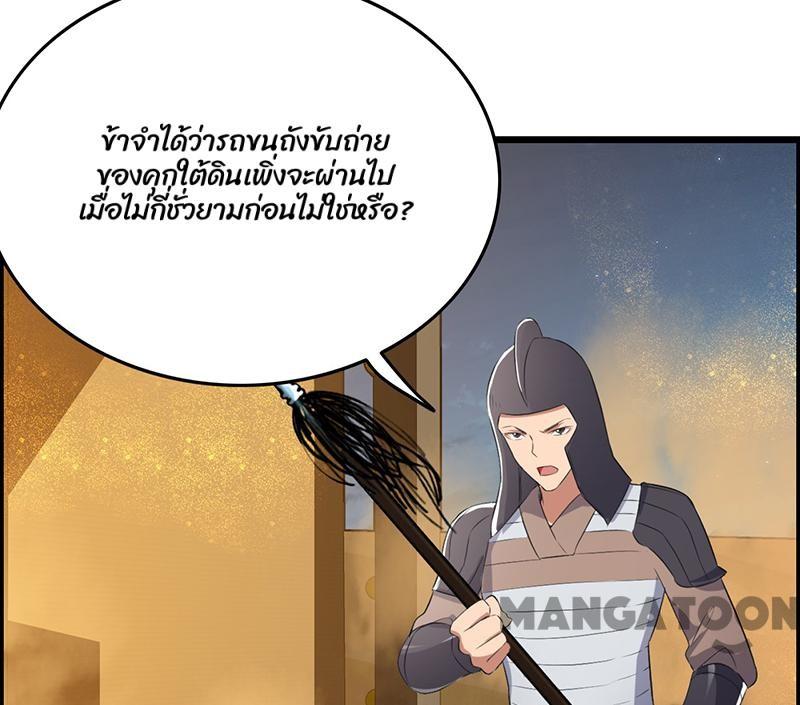 ข้าจำได้ว่ารถขนถังขับถ่าย
ของคุกใต้ดินเพิ่งจะผ่านไป
เมื่อไม่กี่ชั่วยามก่อนไม่ใช่หรือ?
MANGATOON